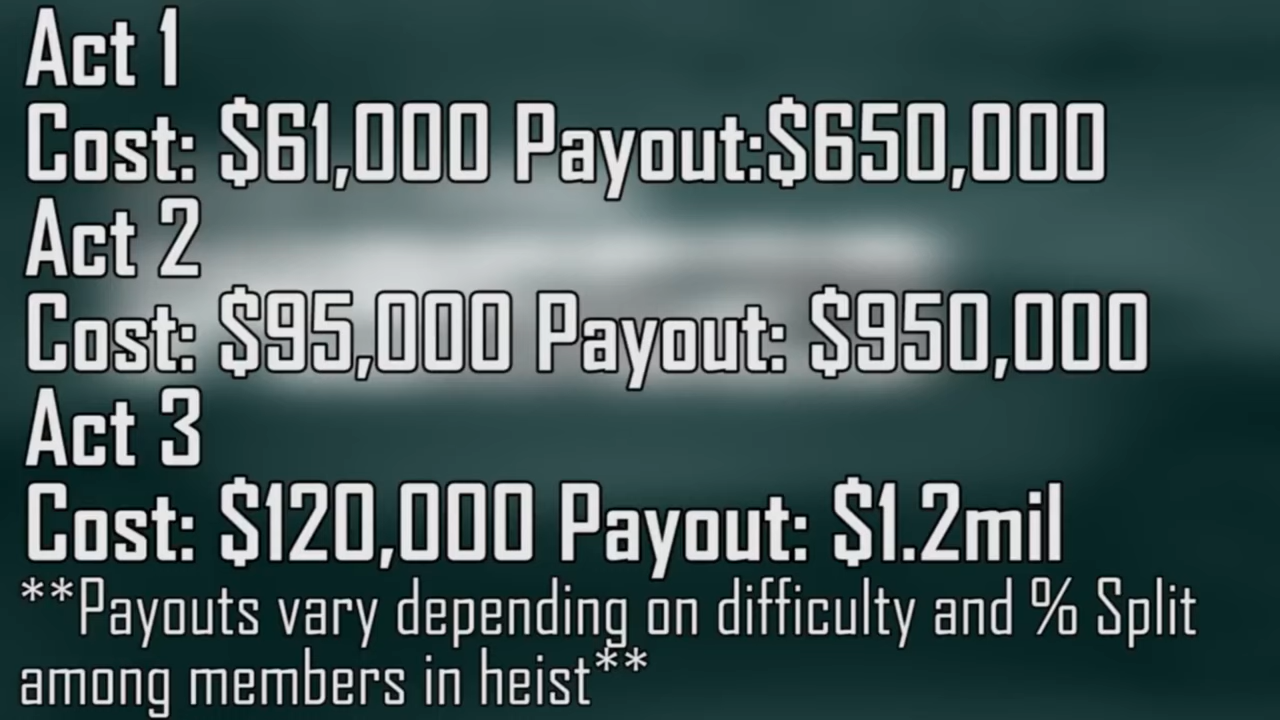 Act 1
Cost: $61,000 Payout:$650,000
Act 2
Cost: $95,000 Payout: $950,000
Act 3
Cost: $120,000 Payout: $1.2mil
**Payouts vary depending on difficulty and % Split
among members in heist**